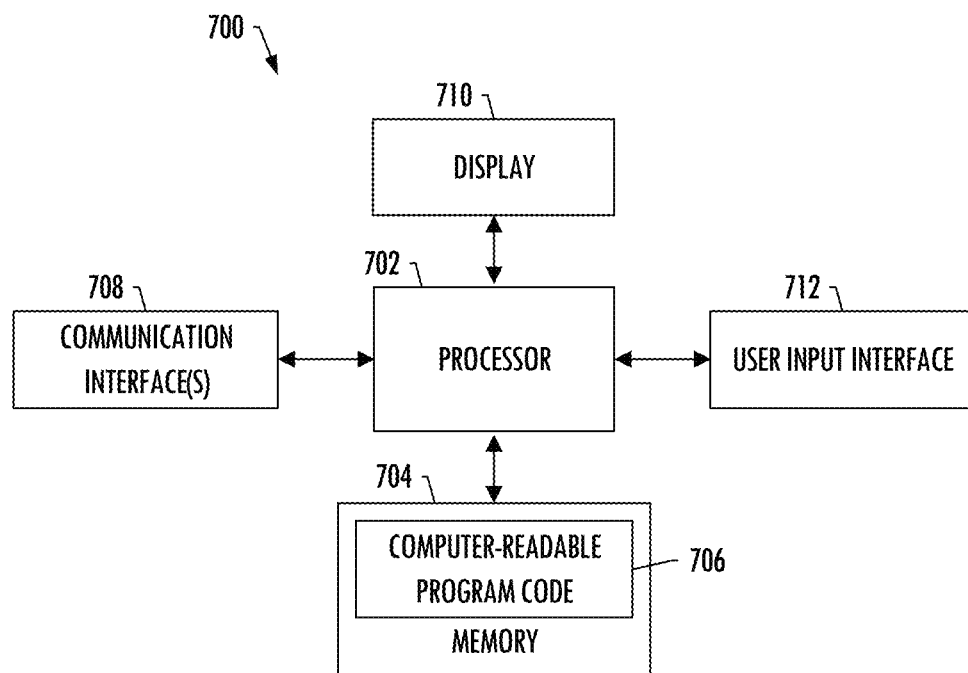 700
710
DISPLAY
702
708
712
COMMUNICATION
INTERFACE(S)
PROCESSOR
USER INPUT INTERFACE
704
COMPUTER-READABLE
PROGRAM CODE
706
MEMORY